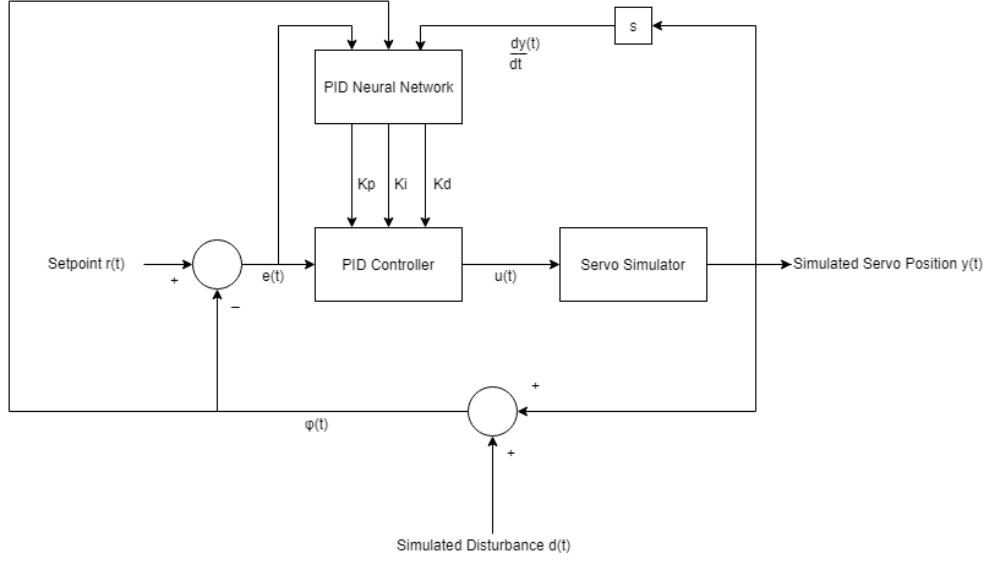 s
dy(t)
dt
PID Neural Network
Kp
Ki
Kd
Setpoint r(t)
+
e(t)
PID Controller
u(t)
Servo Simulator
Simulated Servo Position y(t)
−
+
φ(t)
+
Simulated Disturbance d(t)